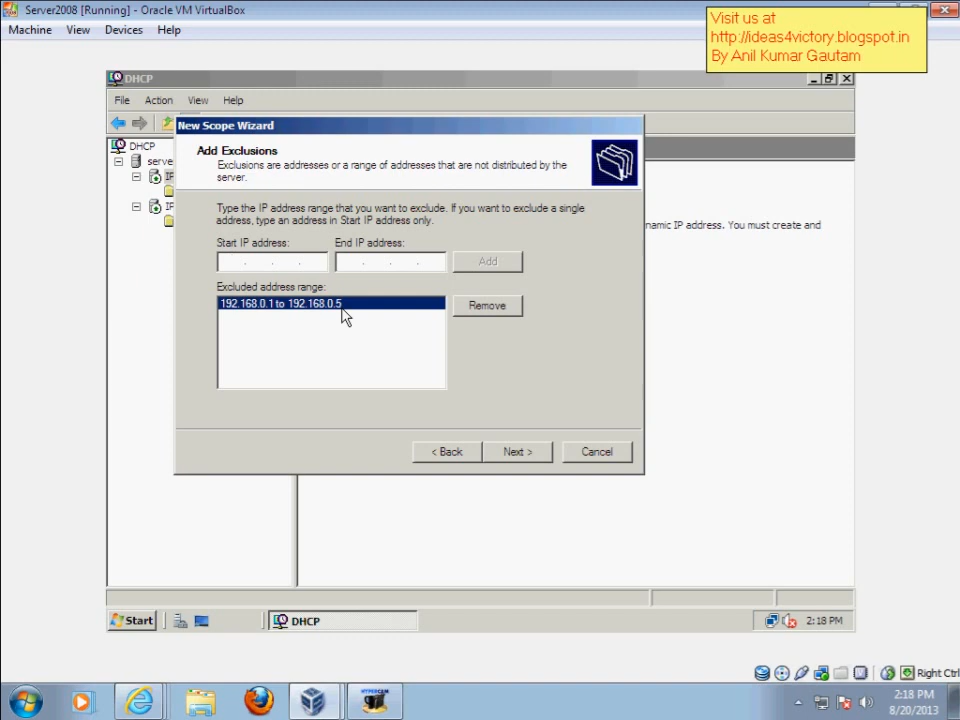 Server2008 [Running] - Oracle VM VirtualBox
Machine View Devices Help
Visit us at
http://ideas4victory.blogspot.in
By Anil Kumar Gautam
DHCP
File Action View Help
New Scope Wizard
DHCP
serve
IP
IP
Add Exclusions
Exclusions are addresses or a range of addresses that are not distributed by the
server.
Type the IP address range that you want to exclude. If you want to exclude a single
address, type an address in Start IP address only.
namic IP address. You must create and
Start IP address: End IP address:
Add
Excluded address range:
192.168.0.1 to 192.168.0.5
Remove
< Back Next > Cancel
Start DHCP 2:18 PM
Right Ctrl
HYPERCAM
2:18 PM
8/20/2013